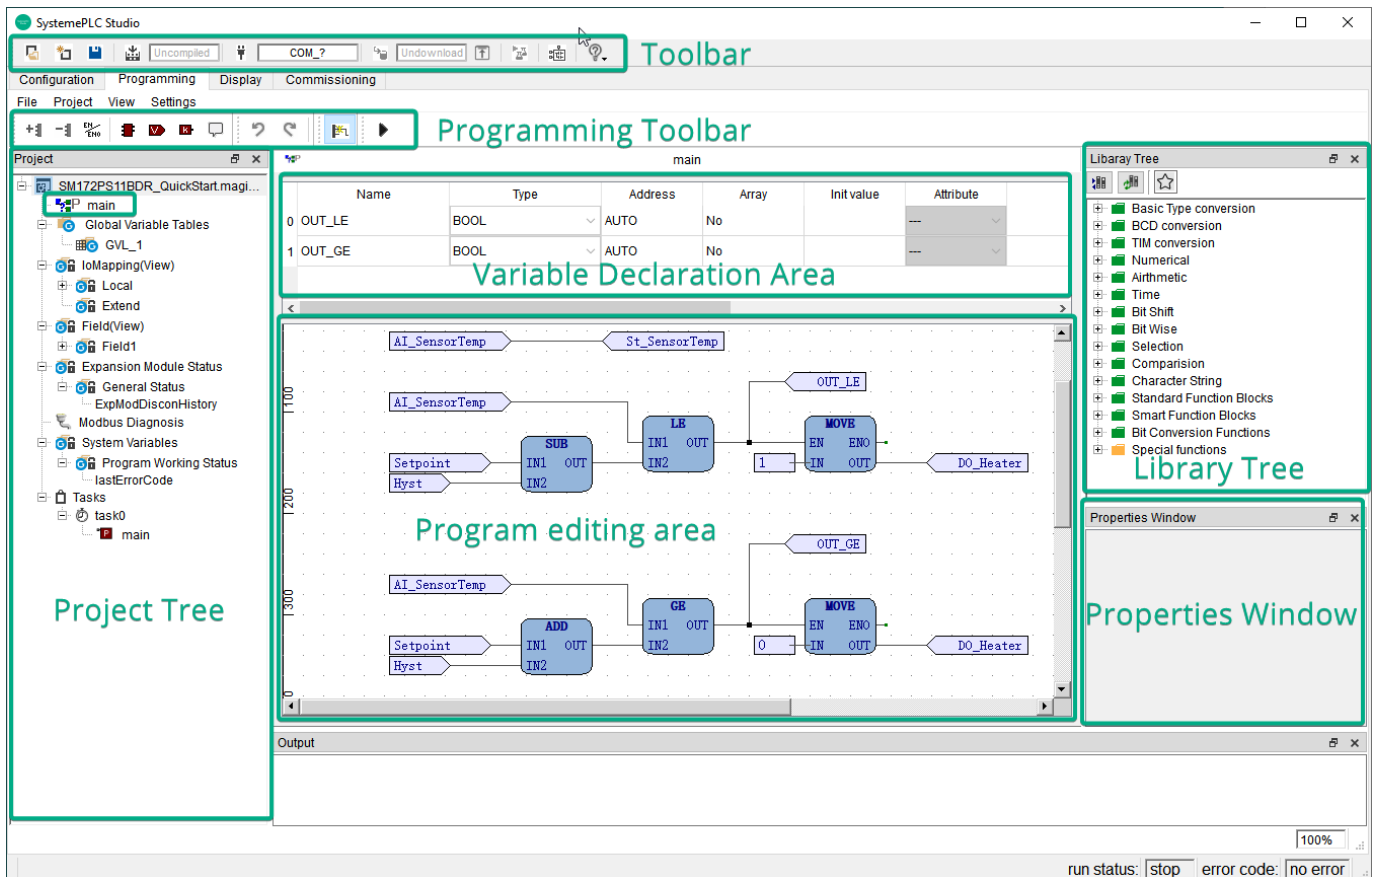 SystemePLC Studio
Uncompiled
COM_?
Undownload
Toolbar
Configuration Programming Display Commissioning
File Project View Settings
EN/ENO
Programming Toolbar
Project
SM172PS11BDR_QuickStart.magi...
main
Global Variable Tables
GVL_1
IoMapping(View)
Local
Extend
Field(View)
Field1
Expansion Module Status
General Status
ExpModDisconHistory
Modbus Diagnosis
System Variables
Program Working Status
lastErrorCode
Tasks
task0
main
Project Tree
main
Name Type Address Array Init value Attribute
0 OUT_LE BOOL AUTO No ---
1 OUT_GE BOOL AUTO No ---
Variable Declaration Area
AI_SensorTemp St_SensorTemp
OUT_LE
100
AI_SensorTemp
LE MOVE
SUB IN1 OUT EN ENO
Setpoint IN1 OUT IN2 1 IN OUT DO_Heater
Hyst IN2
200
Program editing area
OUT_GE
AI_SensorTemp
300
GE MOVE
ADD IN1 OUT EN ENO
Setpoint IN1 OUT IN2 0 IN OUT DO_Heater
Hyst IN2
0
Libaray Tree
Basic Type conversion
BCD conversion
TIM conversion
Numerical
Airthmetic
Time
Bit Shift
Bit Wise
Selection
Comparision
Character String
Standard Function Blocks
Smart Function Blocks
Bit Conversion Functions
Special functions
Library Tree
Properties Window
Properties Window
Output
100%
run status: stop error code: no error